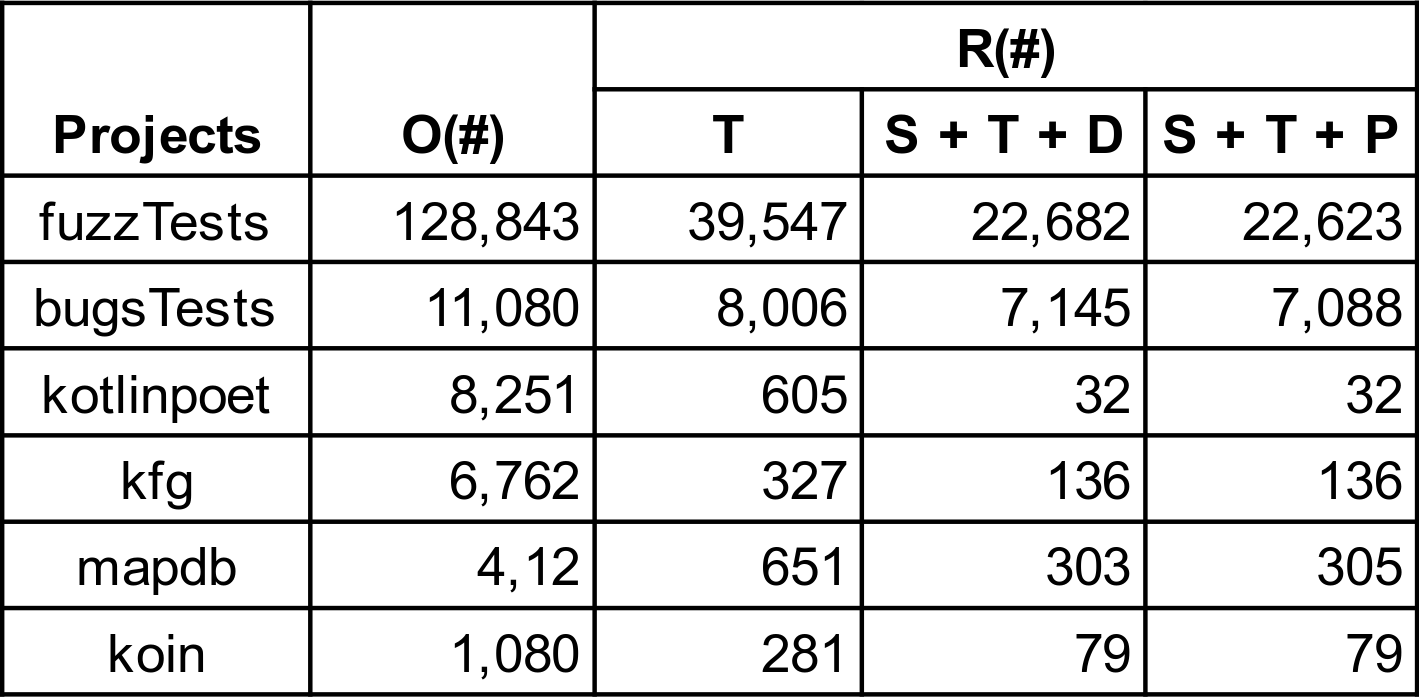 R(#)
Projects O(#) T S + T + D S + T + P
fuzzTests 128,843 39,547 22,682 22,623
bugsTests 11,080 8,006 7,145 7,088
kotlinpoet 8,251 605 32 32
kfg 6,762 327 136 136
mapdb 4,12 651 303 305
koin 1,080 281 79 79